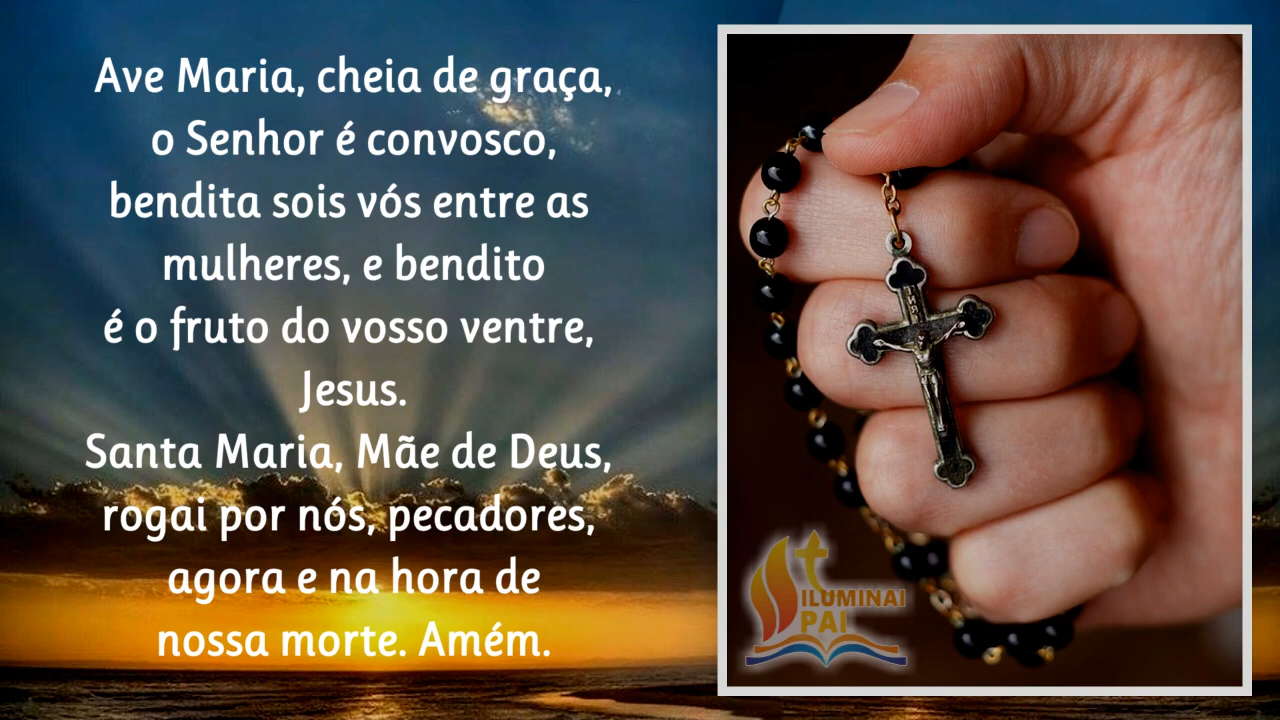 Ave Maria, cheia de graça,
o Senhor é convosco,
bendita sois vós entre as
mulheres, e bendito
é o fruto do vosso ventre,
Jesus.
Santa Maria, Mãe de Deus,
rogai por nós, pecadores,
agora e na hora de
nossa morte. Amém.
ILUMINAI
PAI